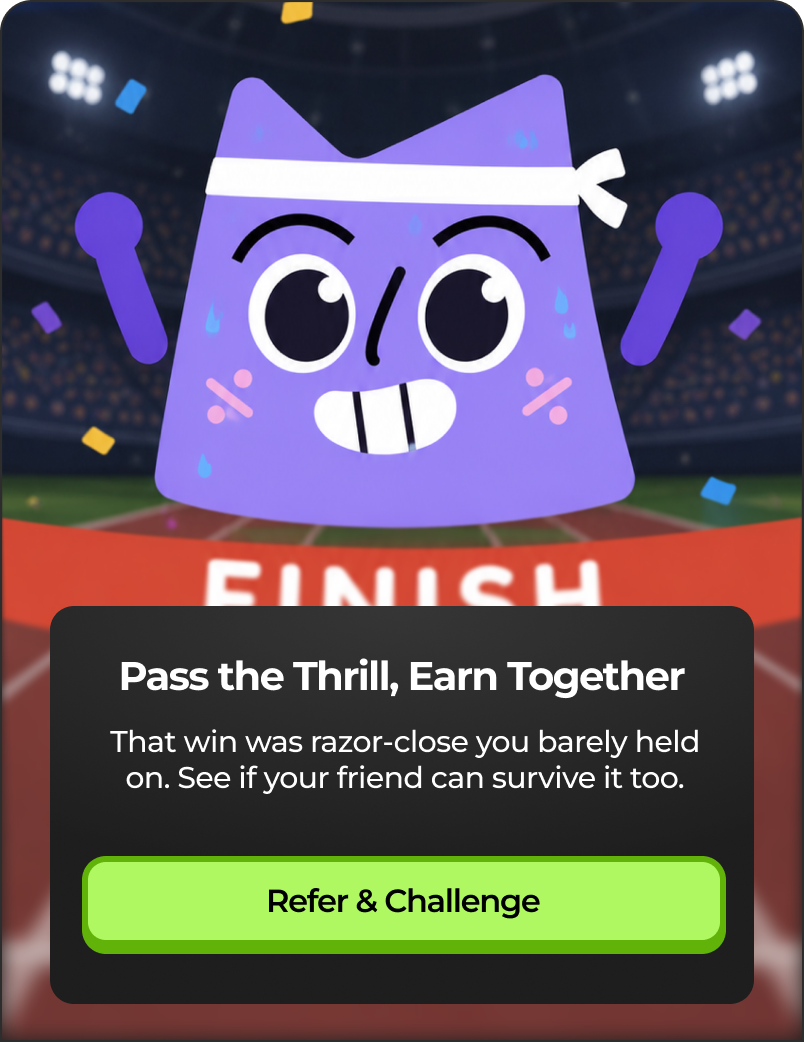 FINISH
Pass the Thrill, Earn Together
That win was razor-close you barely held
on. See if your friend can survive it too.
Refer & Challenge